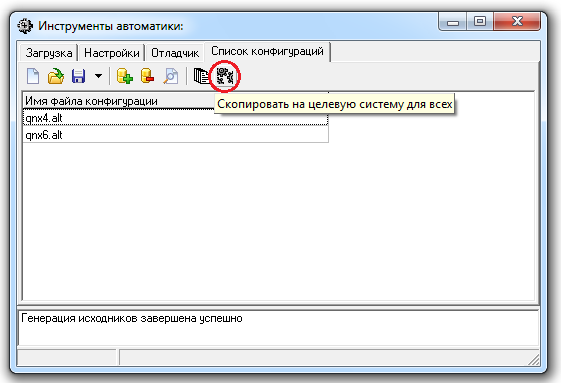 Инструменты автоматики:
Загрузка
Настройки
Отладчик
Список конфигураций
Скопировать на целевую систему для всех
Имя файла конфигурации
qnx4.alt
qnx6.alt
Генерация исходников завершена успешно